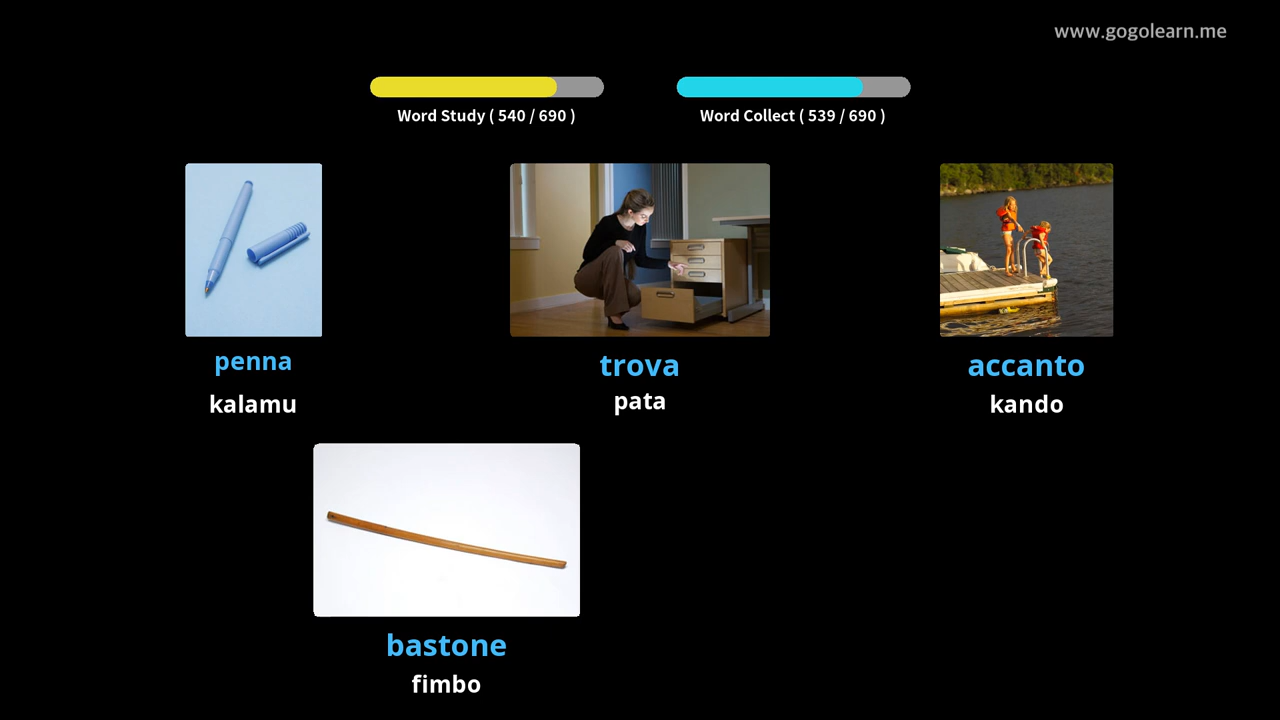 www.gogolearn.me
Word Study ( 540 / 690 )
Word Collect ( 539 / 690 )
penna
kalamu
trova
pata
accanto
kando
bastone
fimbo